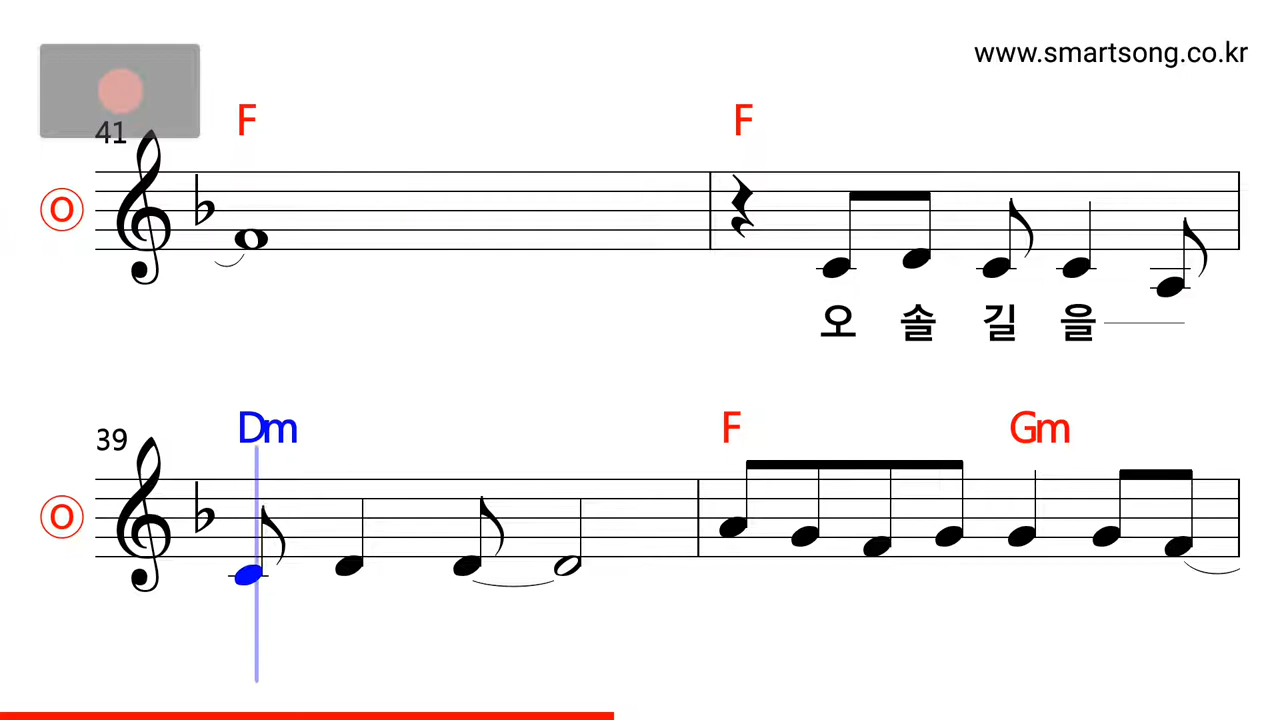 www.smartsong.co.kr
41 F F
O
오 솔 길 을
39 Dm F Gm
O